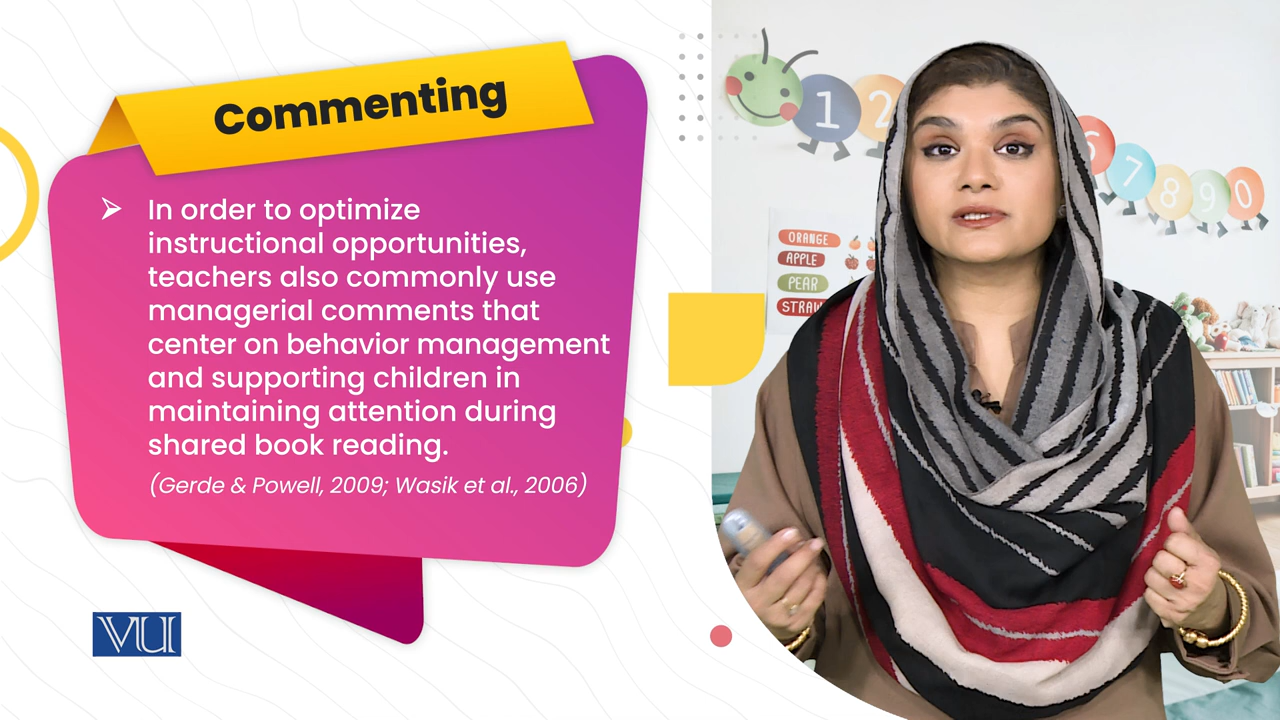 Commenting
➢ In order to optimize
instructional opportunities,
teachers also commonly use
managerial comments that
center on behavior management
and supporting children in
maintaining attention during
shared book reading.
(Gerde & Powell, 2009; Wasik et al., 2006)
VU
1 2
6 7 8 9 0
ORANGE
APPLE
PEAR
STRAW